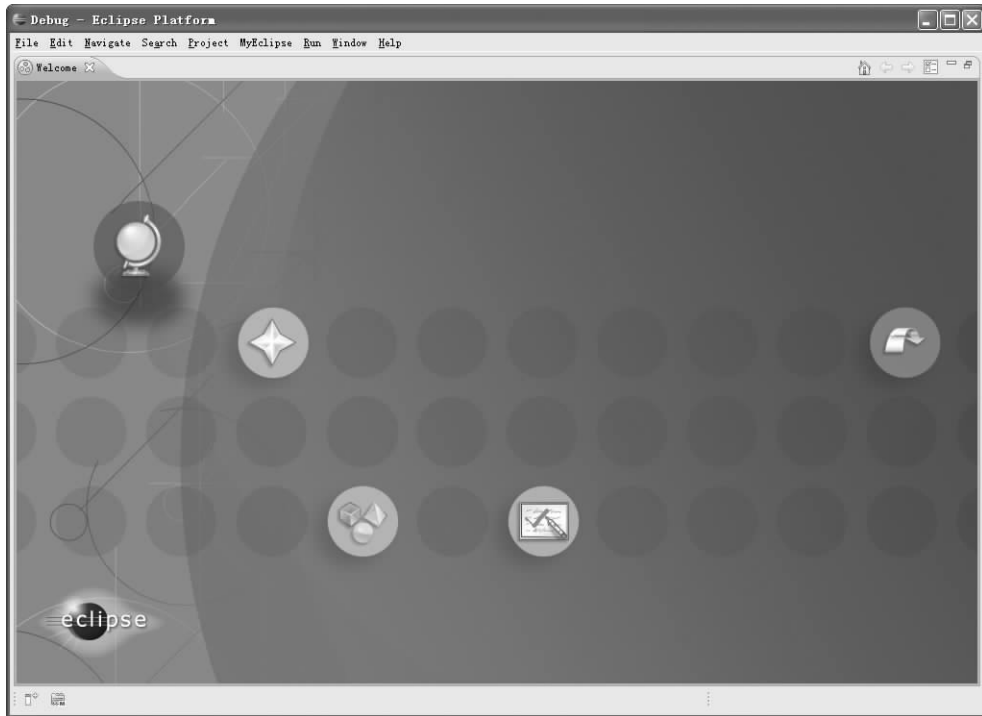 Debug - Eclipse Platform
File Edit Navigate Search Project MyEclipse Run Window Help
Welcome
eclipse